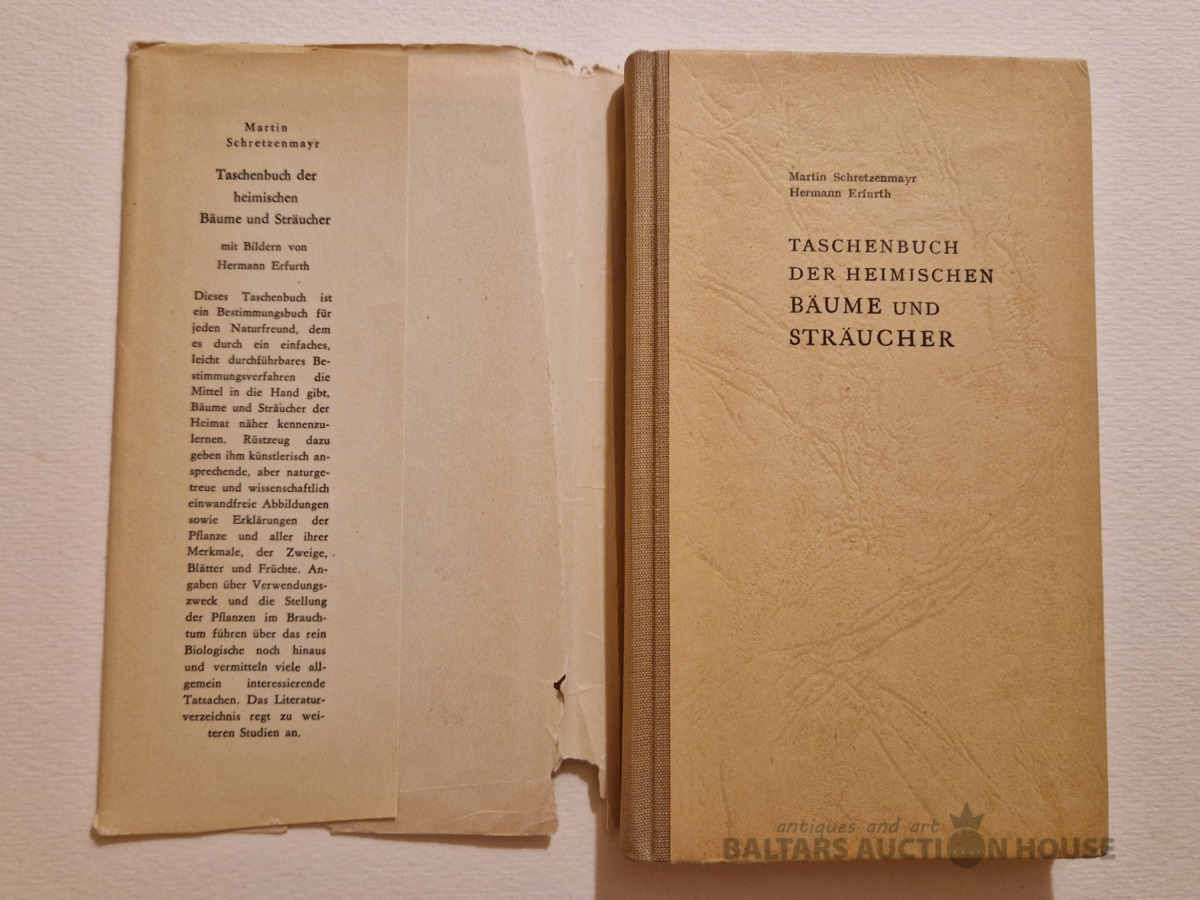 Martin
Schretzenmayr
Taschenbuch der
heimischen
Bäume und Sträucher
mit Bildern von
Hermann Erfurth
Dieses Taschenbuch ist
ein Bestimmungsbuch für
jeden Naturfreund, dem
es durch ein einfaches,
leicht durchführbares Be-
stimmungsverfahren die
Mittel in die Hand gibt,
Bäume und Sträucher der
Heimat näher kennenzu-
lernen. Rüstzeug dazu
geben ihm künstlerisch an-
sprechende, aber naturge-
treue und wissenschaftlich
einwandfreie Abbildungen
sowie Erklärungen der
Pflanze und aller ihrer
Merkmale, der Zweige,
Blätter und Früchte. An-
gaben über Verwendungs-
zweck und die Stellung
der Pflanzen im Brauch-
tum führen über das rein
Biologische noch hinaus
und vermitteln viele all-
gemein interessierende
Tatsachen. Das Literatur-
verzeichnis regt zu wei-
teren Studien an.
Martin Schretzenmayr
Hermann Erfurth
TASCHENBUCH
DER HEIMISCHEN
BÄUME UND
STRÄUCHER
antiques and art
BALTARS AUCTION HOUSE